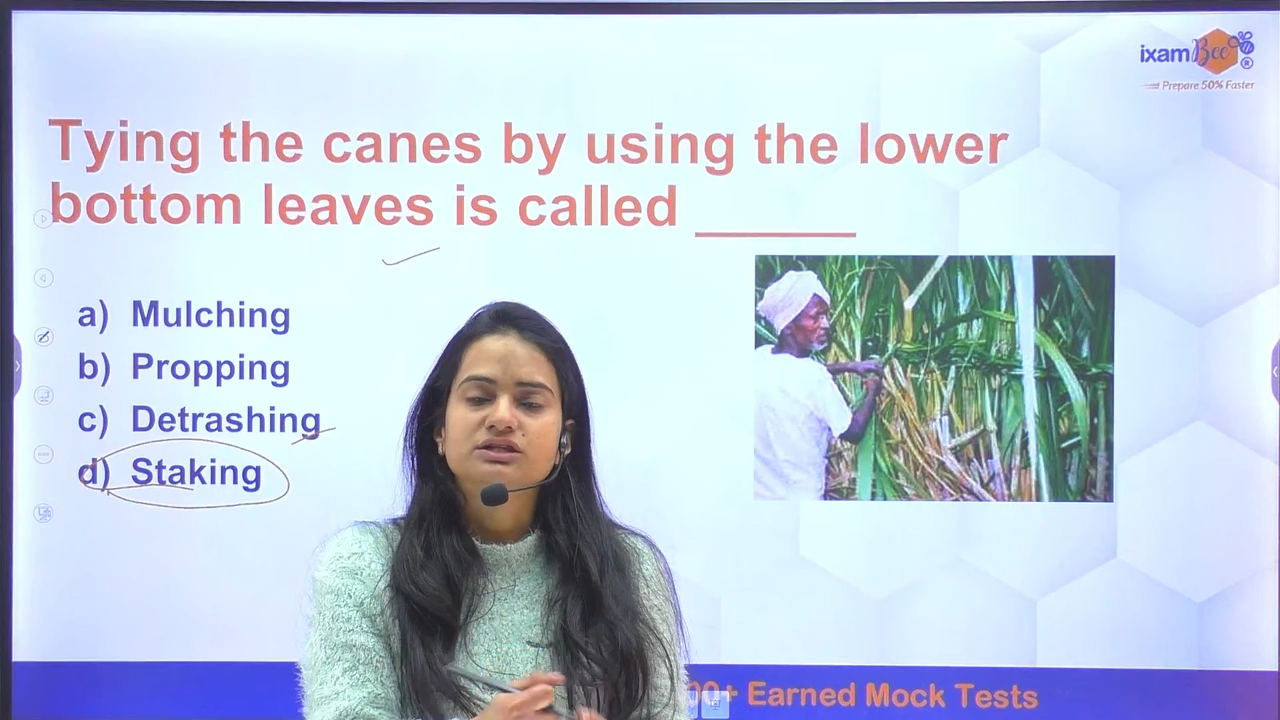 ixamBee
Prepare 50% Faster
Tying the canes by using the lower
bottom leaves is called ______
a) Mulching
b) Propping
c) Detrashing
d) Staking
00+ Earned Mock Tests